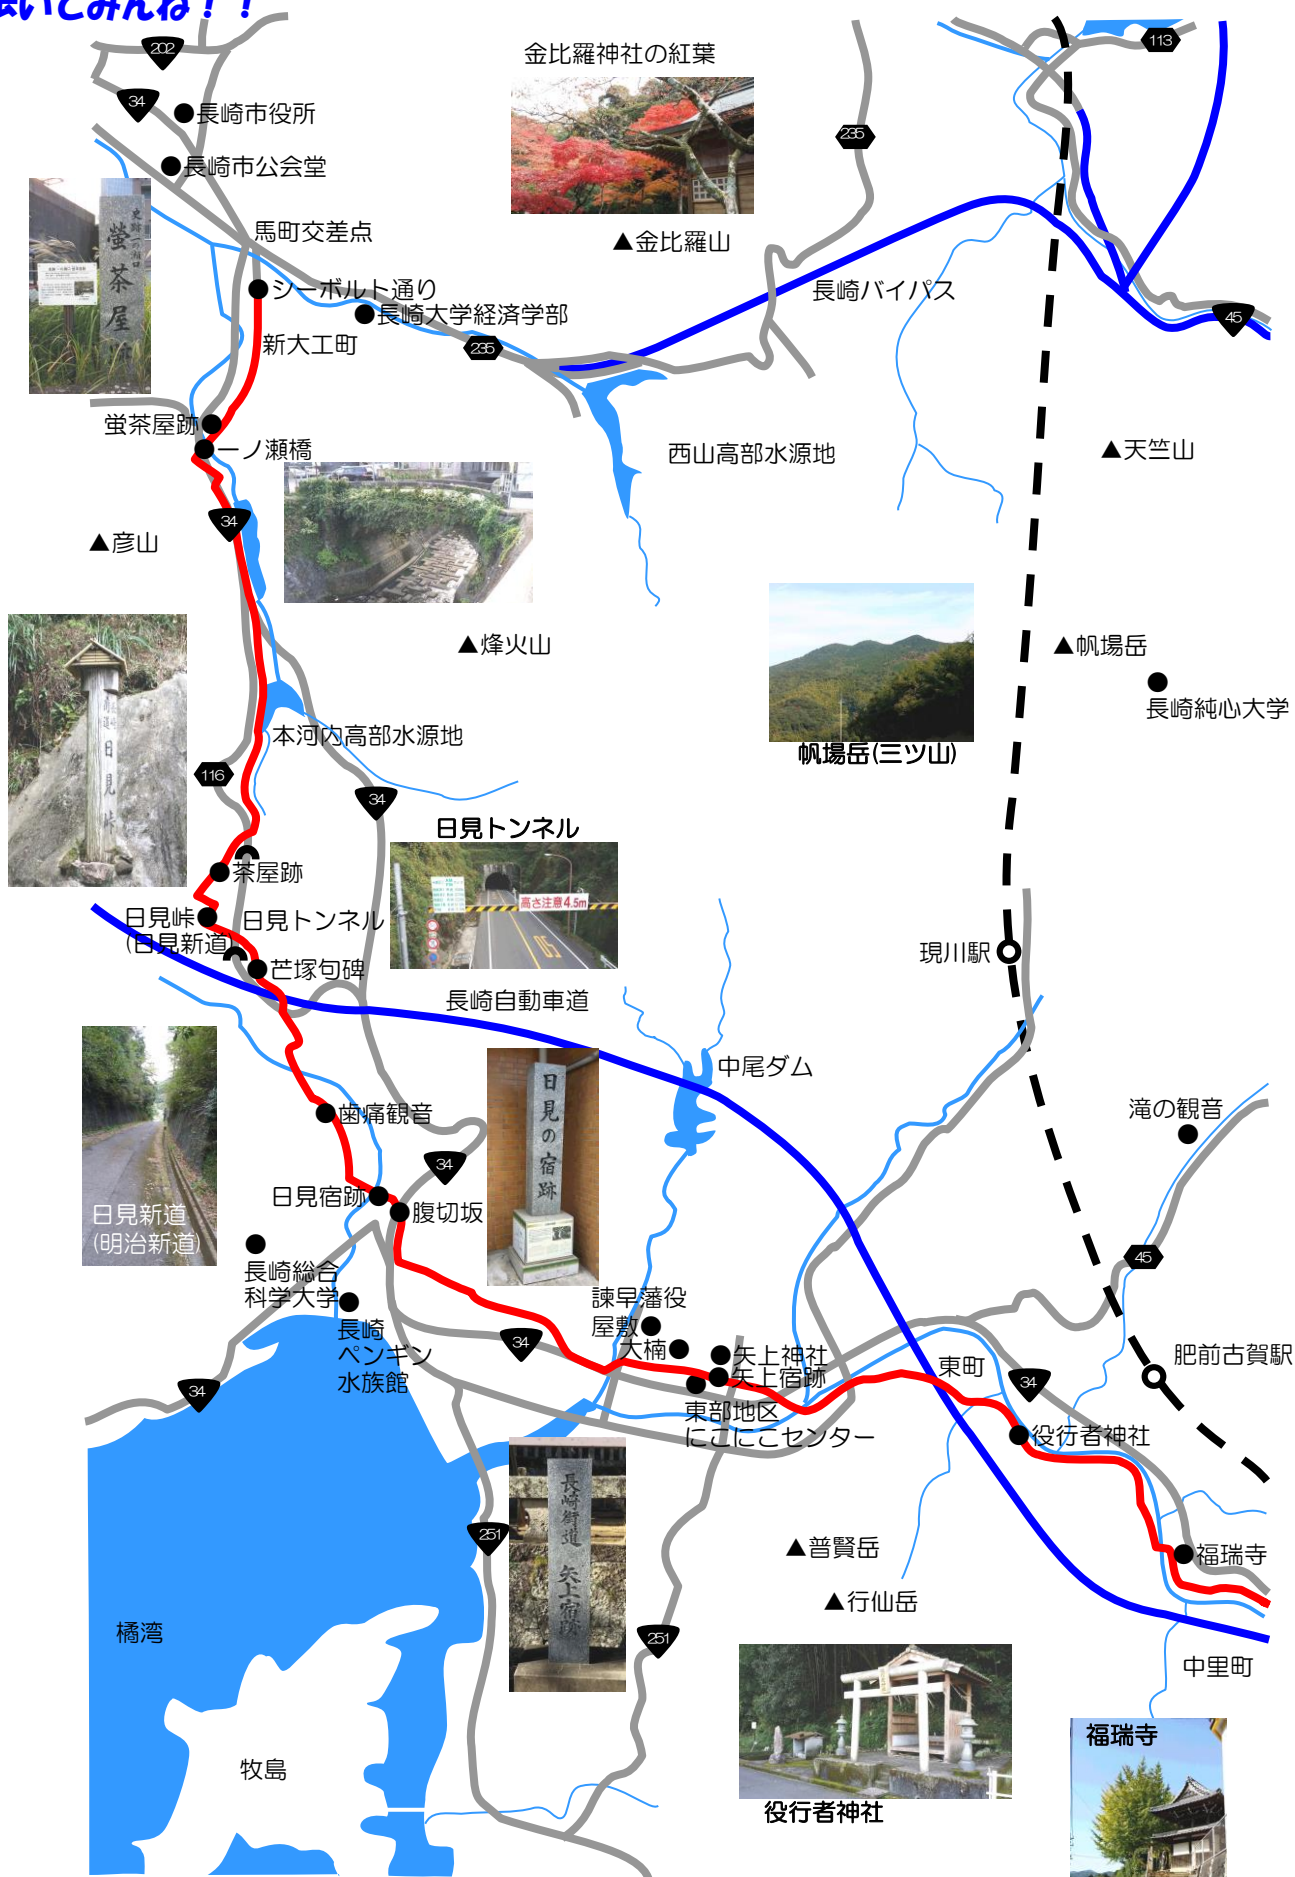 金比羅神社の紅葉
202
34
長崎市役所
長崎市公会堂
113
235
史跡 一の瀬口
螢茶屋
馬町交差点
▲金比羅山
シーボルト通り
長崎大学経済学部
長崎バイパス
45
新大工町
235
蛍茶屋跡
一ノ瀬橋
西山高部水源地
▲天竺山
34
▲彦山
▲烽火山
▲帆場岳
長崎純心大学
日見峠
本河内高部水源地
帆場岳(三ツ山)
116
34
日見トンネル
茶屋跡
高さ注意4.5m
日見峠
(日見新道)
日見トンネル
50
芒塚句碑
現川駅
長崎自動車道
中尾ダム
日見の宿跡
歯痛観音
滝の観音
34
日見宿跡
腹切坂
日見新道
(明治新道)
長崎総合
科学大学
45
長崎
ペンギン
水族館
諫早藩役
屋敷
大楠
矢上神社
矢上宿跡
34
東町
肥前古賀駅
34
34
東部地区
にこにこセンター
役行者神社
長崎街道 矢上宿跡
251
▲普賢岳
福瑞寺
▲行仙岳
橘湾
251
中里町
福瑞寺
牧島
役行者神社